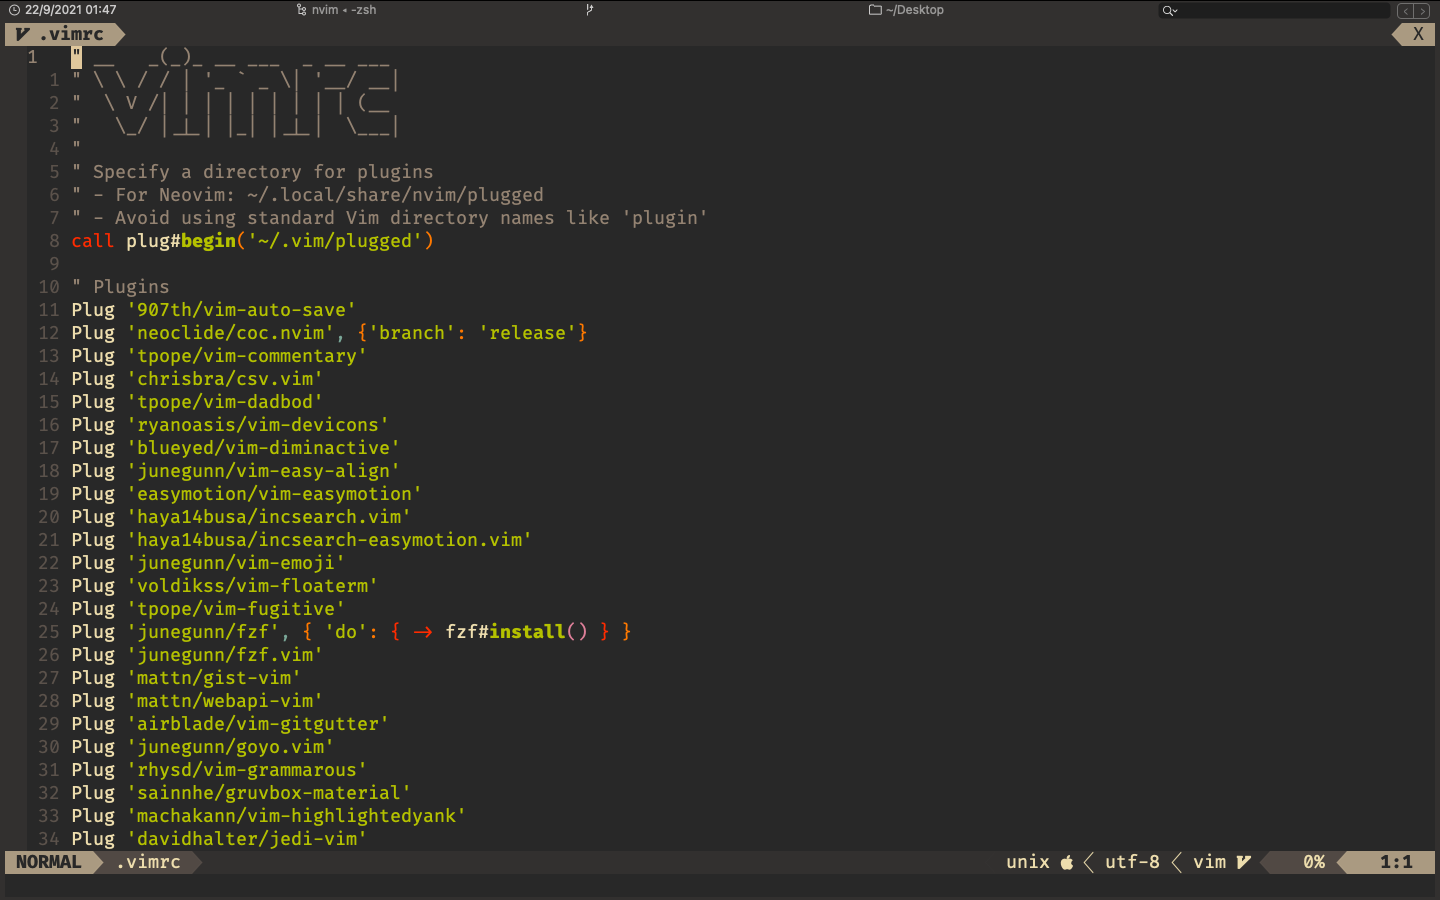 22/9/2021 01:47 nvim ◂ -zsh ~/Desktop
.vimrc X
1 " __   _(_)_ __ ___  _ __ ___
1 " \ \ / / | '_ ` _ \| '__/ __|
2 "  \ V /| | | | | | | | | (__
3 "   \_/ |_|_| |_| |_|_|  \___|
4 "
5 " Specify a directory for plugins
6 " - For Neovim: ~/.local/share/nvim/plugged
7 " - Avoid using standard Vim directory names like 'plugin'
8 call plug#begin('~/.vim/plugged')
9
10 " Plugins
11 Plug '907th/vim-auto-save'
12 Plug 'neoclide/coc.nvim', {'branch': 'release'}
13 Plug 'tpope/vim-commentary'
14 Plug 'chrisbra/csv.vim'
15 Plug 'tpope/vim-dadbod'
16 Plug 'ryanoasis/vim-devicons'
17 Plug 'blueyed/vim-diminactive'
18 Plug 'junegunn/vim-easy-align'
19 Plug 'easymotion/vim-easymotion'
20 Plug 'haya14busa/incsearch.vim'
21 Plug 'haya14busa/incsearch-easymotion.vim'
22 Plug 'junegunn/vim-emoji'
23 Plug 'voldikss/vim-floaterm'
24 Plug 'tpope/vim-fugitive'
25 Plug 'junegunn/fzf', { 'do': { -> fzf#install() } }
26 Plug 'junegunn/fzf.vim'
27 Plug 'mattn/gist-vim'
28 Plug 'mattn/webapi-vim'
29 Plug 'airblade/vim-gitgutter'
30 Plug 'junegunn/goyo.vim'
31 Plug 'rhysd/vim-grammarous'
32 Plug 'sainnhe/gruvbox-material'
33 Plug 'machakann/vim-highlightedyank'
34 Plug 'davidhalter/jedi-vim'
NORMAL .vimrc unix utf-8 vim 0% 1:1